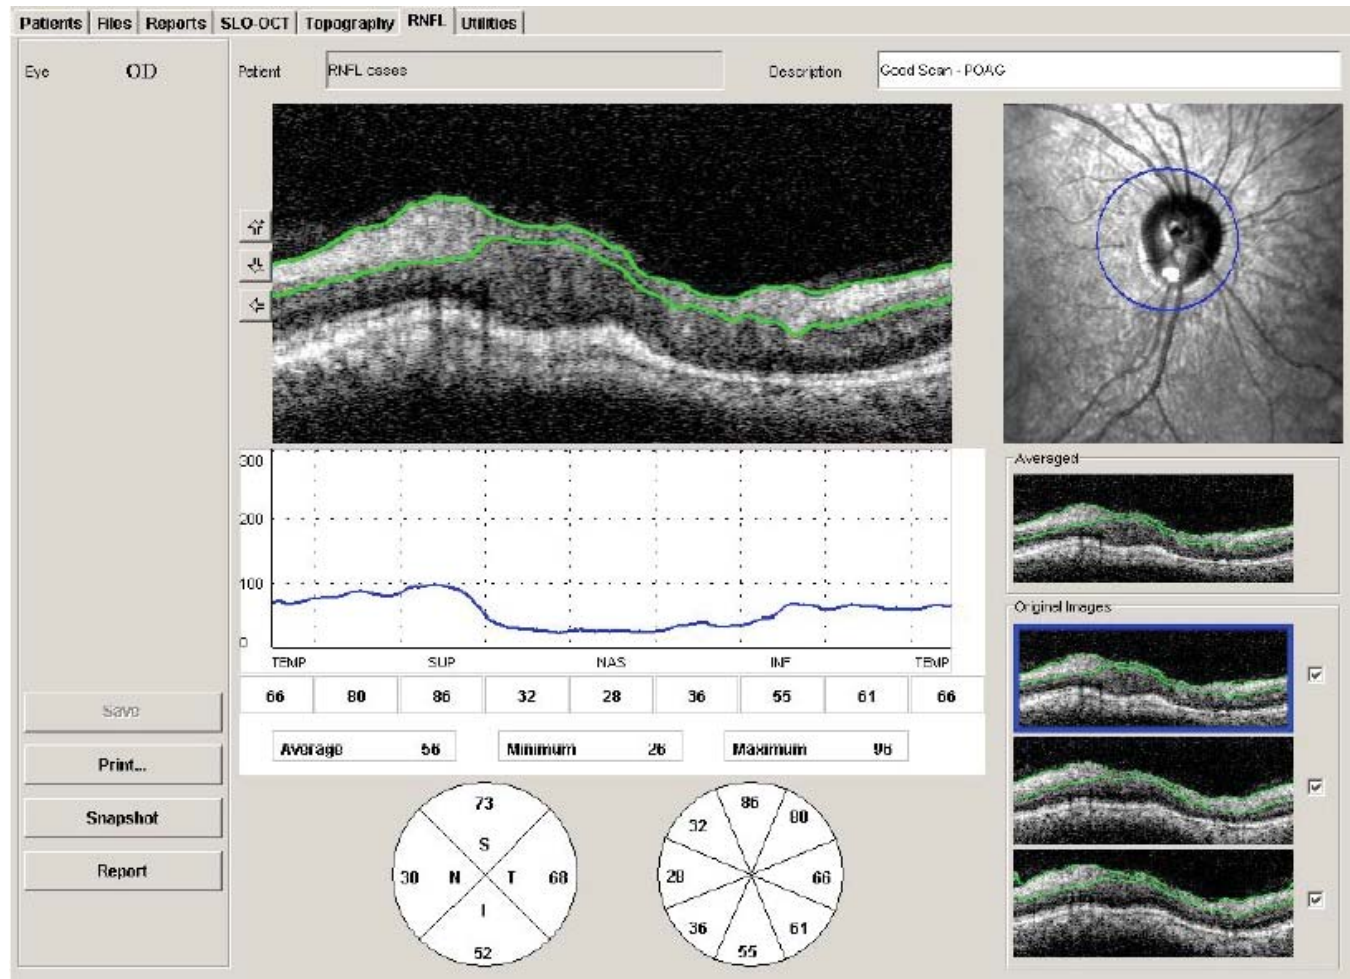 Patients Files Reports SLO-OCT Topography RNFL Utilities
Eye OD
Patient RNFL cases Description Good Scan - POAG
300
200
100
0
TEMP SUP NAS INF TEMP
66 80 86 32 28 36 55 61 66
Average 56 Minimum 26 Maximum 96
Save
Print...
Snapshot
Report
73
S
30 N T 68
I
52
86
32 80
28 66
36 61
55
Averaged
Original Images